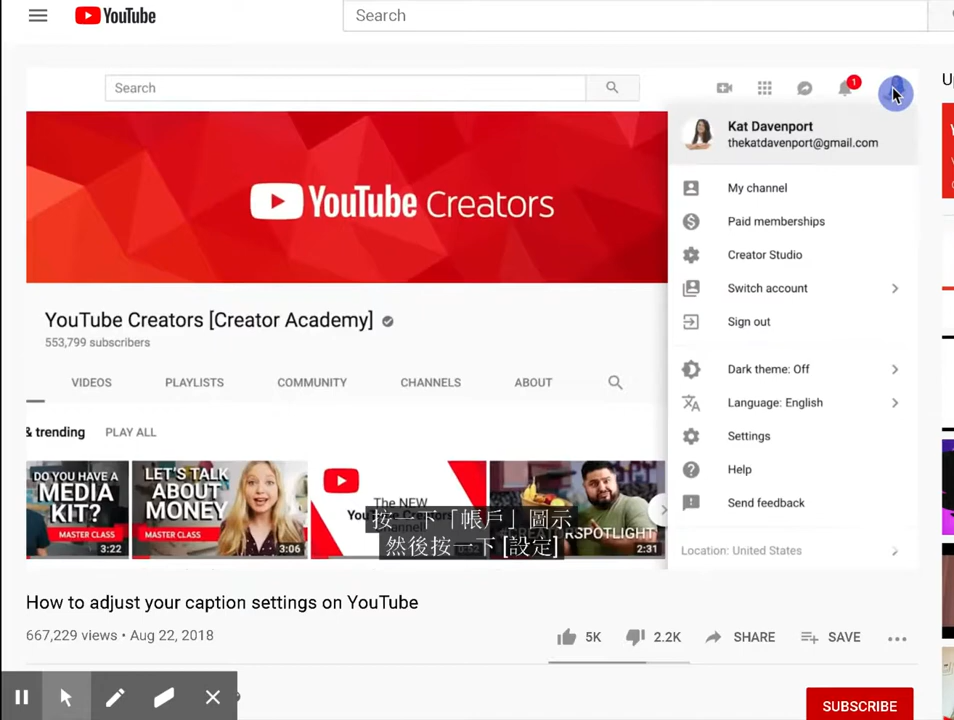 YouTube
Search
Search
1
Kat Davenport
thekatdavenport@gmail.com
My channel
Paid memberships
Creator Studio
Switch account
Sign out
Dark theme: Off
Language: English
Settings
Help
Send feedback
Location: United States
YouTube Creators
YouTube Creators [Creator Academy]
553,799 subscribers
VIDEOS PLAYLISTS COMMUNITY CHANNELS ABOUT
& trending PLAY ALL
DO YOU HAVE A
MEDIA
KIT?
MASTER CLASS
3:22
LET'S TALK
ABOUT
MONEY
MASTER CLASS
3:06
The NEW
2:31
按一下「帳戶」圖示
然後按一下 [設定]
How to adjust your caption settings on YouTube
667,229 views • Aug 22, 2018
5K 2.2K SHARE SAVE
SUBSCRIBE